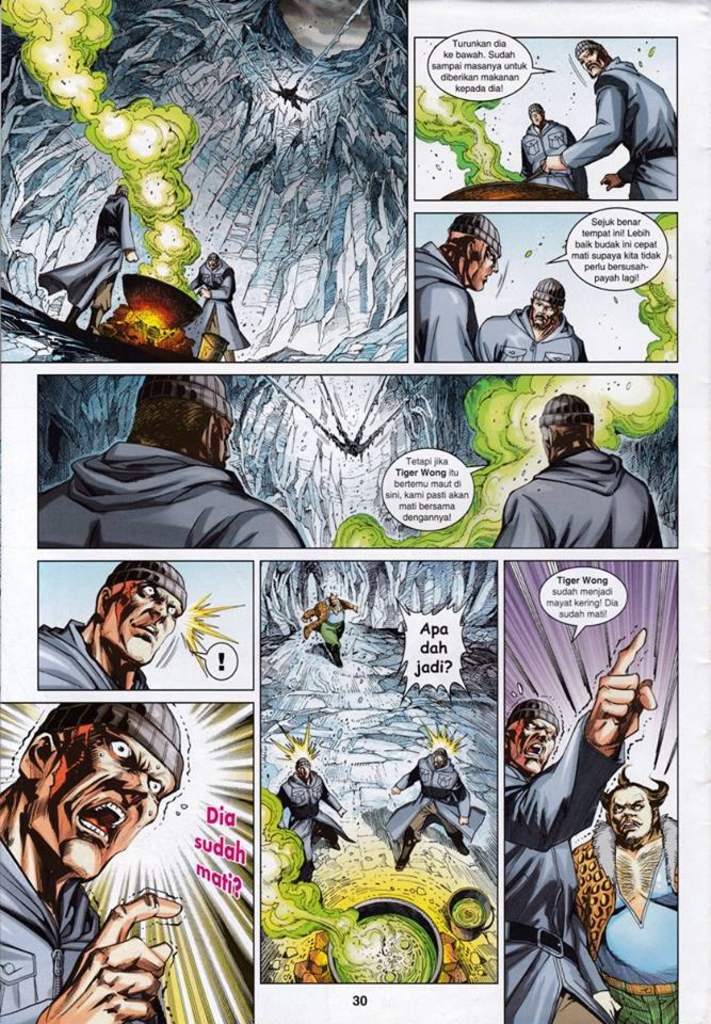 Turunkan dia
ke bawah. Sudah
sampai masanya untuk
diberikan makanan
kepada dia!
Sejuk benar
tempat ini! Lebih
baik budak ini cepat
mati supaya kita tidak
perlu bersusah-
payah lagi!
Tetapi jika
Tiger Wong itu
bertemu maut di
sini, kami pasti akan
mati bersama
dengannya!
!
Dia
sudah
mati?
Apa
dah
jadi?
Tiger Wong
sudah menjadi
mayat kering! Dia
sudah mati!
30